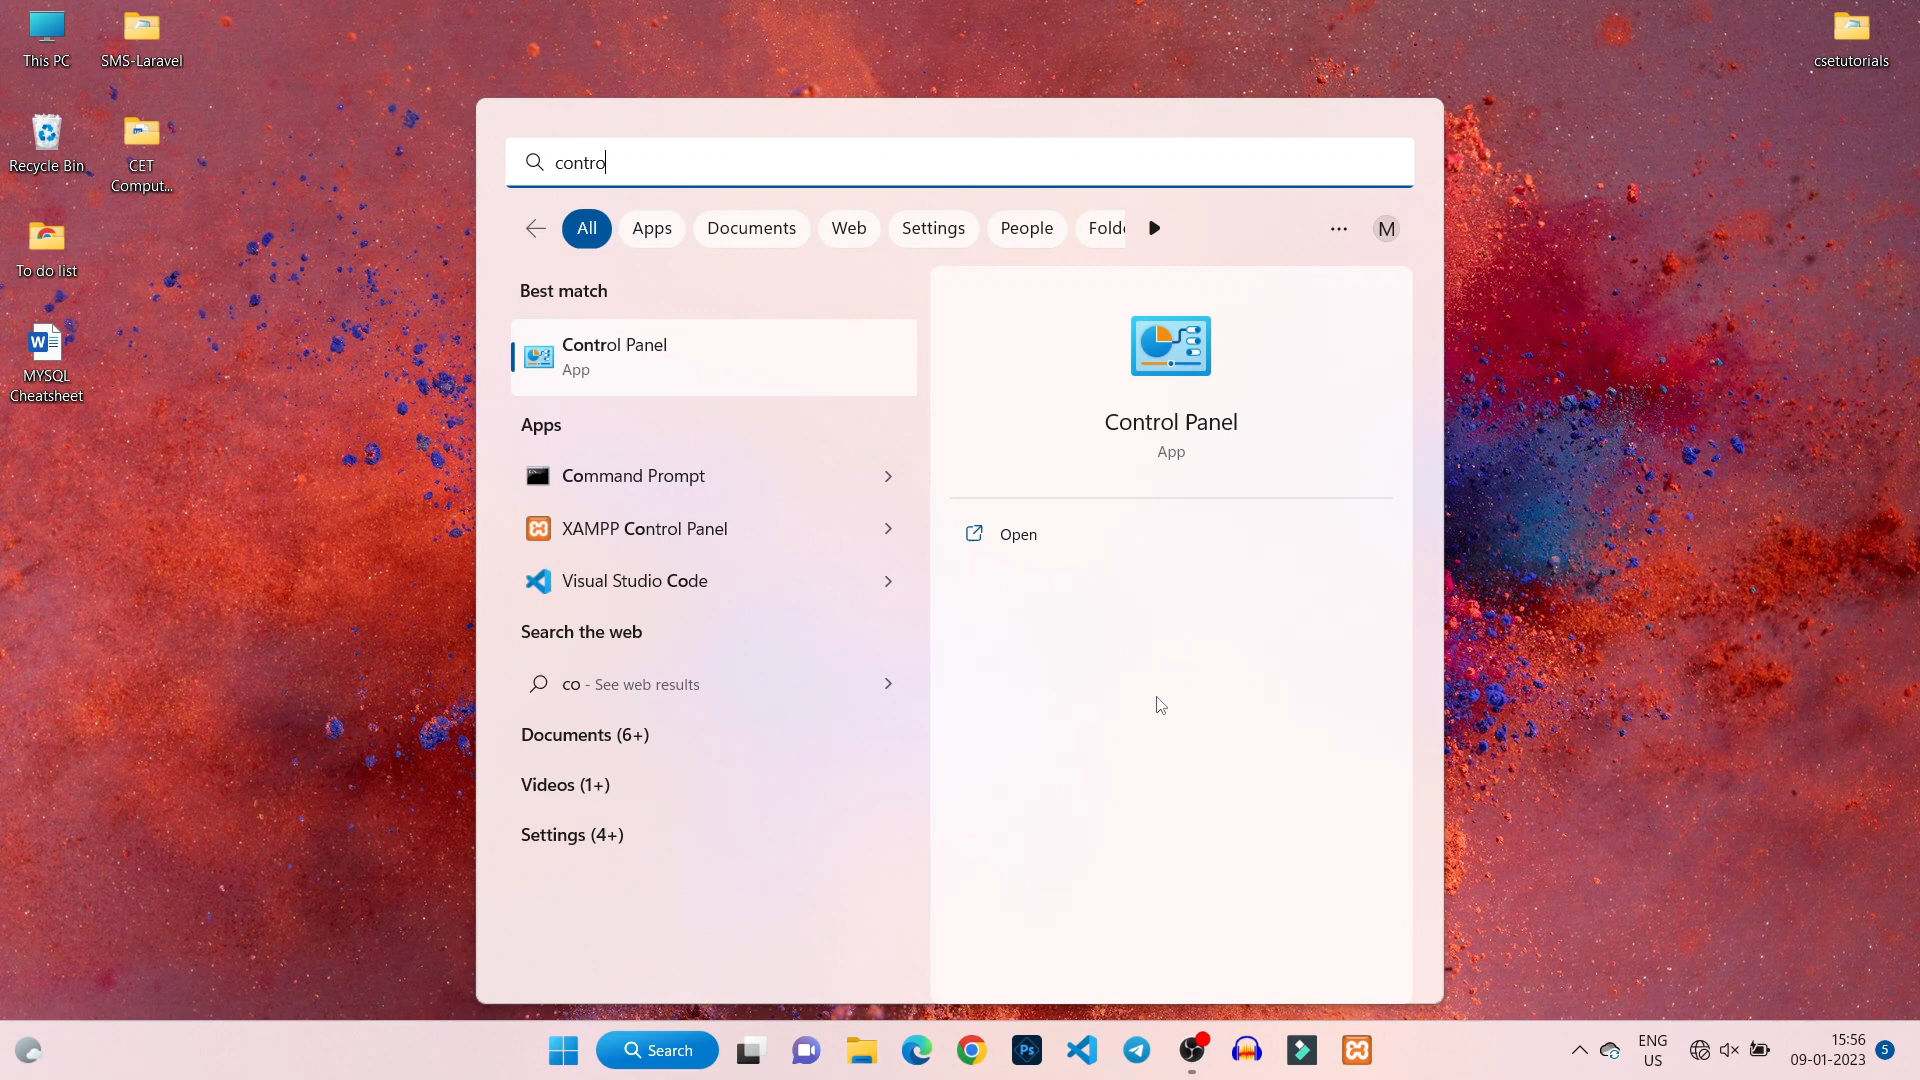 This PC
SMS-Laravel
csetutorials
Recycle Bin
CET
Comput...
To do list
MYSQL
Cheatsheet
contro
All
Apps
Documents
Web
Settings
People
Folde
M
Best match
Control Panel
App
Apps
Command Prompt
XAMPP Control Panel
Visual Studio Code
Search the web
co - See web results
Documents (6+)
Videos (1+)
Settings (4+)
Control Panel
App
Open
Search
Ps
ENG
US
15:56
09-01-2023
5